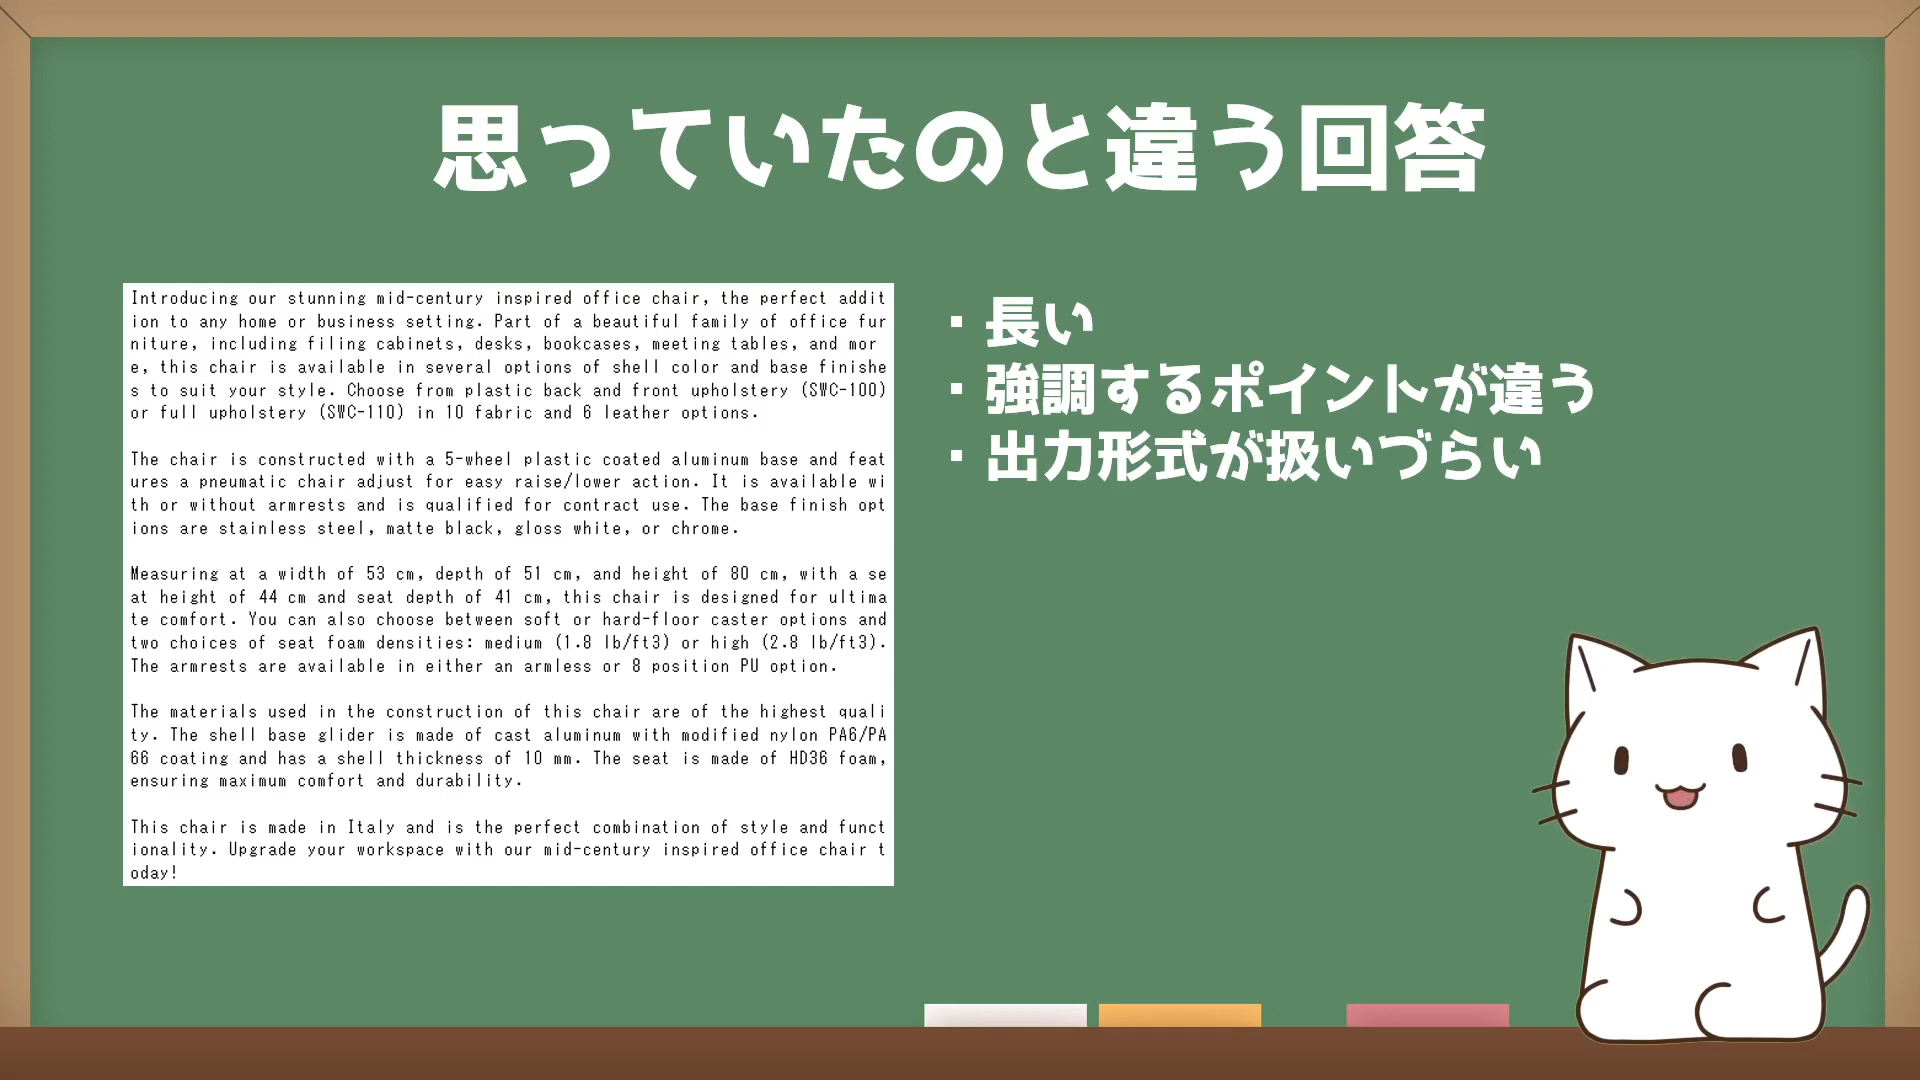 思っていたのと違う回答
Introducing our stunning mid-century inspired office chair, the perfect addit
ion to any home or business setting. Part of a beautiful family of office fur
niture, including filing cabinets, desks, bookcases, meeting tables, and mor
e, this chair is available in several options of shell color and base finishe
s to suit your style. Choose from plastic back and front upholstery (SWC-100)
or full upholstery (SWC-110) in 10 fabric and 6 leather options.
The chair is constructed with a 5-wheel plastic coated aluminum base and feat
ures a pneumatic chair adjust for easy raise/lower action. It is available wi
th or without armrests and is qualified for contract use. The base finish opt
ions are stainless steel, matte black, gloss white, or chrome.
Measuring at a width of 53 cm, depth of 51 cm, and height of 80 cm, with a se
at height of 44 cm and seat depth of 41 cm, this chair is designed for ultima
te comfort. You can also choose between soft or hard-floor caster options and
two choices of seat foam densities: medium (1.8 lb/ft3) or high (2.8 lb/ft3).
The armrests are available in either an armless or 8 position PU option.
The materials used in the construction of this chair are of the highest quali
ty. The shell base glider is made of cast aluminum with modified nylon PA6/PA
66 coating and has a shell thickness of 10 mm. The seat is made of HD36 foam,
ensuring maximum comfort and durability.
This chair is made in Italy and is the perfect combination of style and funct
ionality. Upgrade your workspace with our mid-century inspired office chair t
oday!
・長い
・強調するポイントが違う
・出力形式が扱いづらい